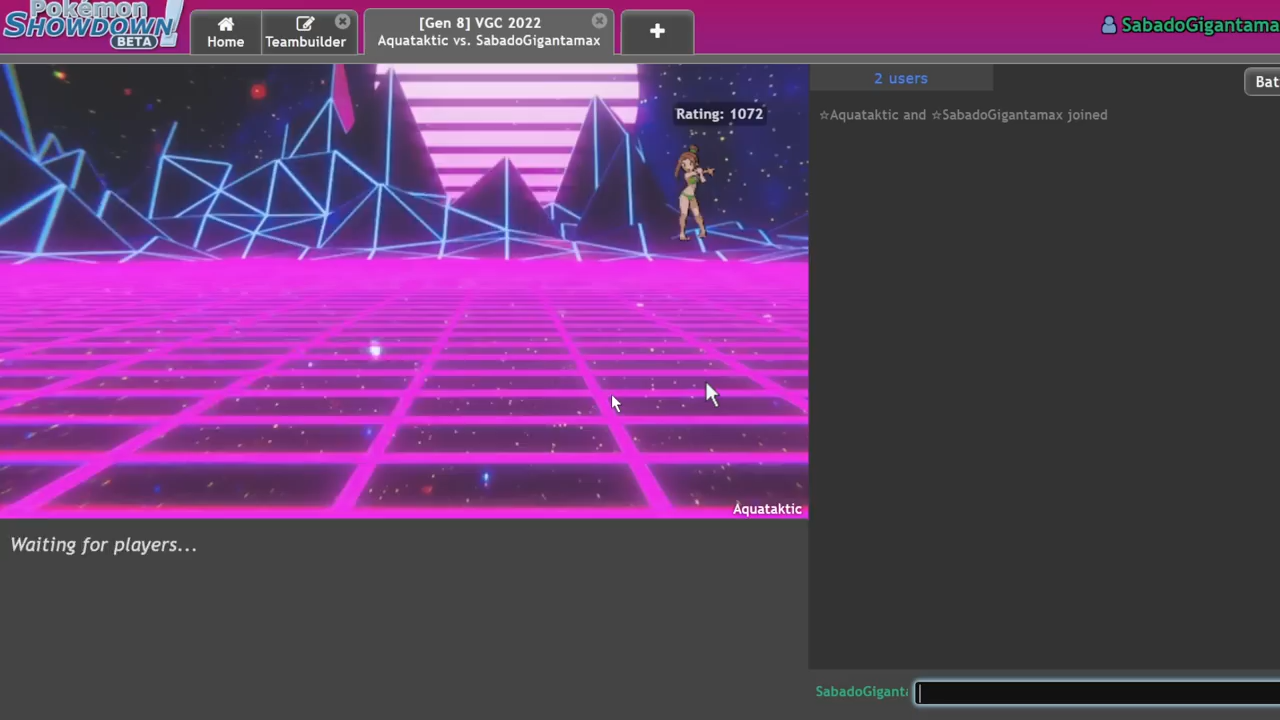 Pokémon
SHOWDOWN!
BETA
Home
Teambuilder
[Gen 8] VGC 2022
Aquataktic vs. SabadoGigantamax
+
SabadoGigantama
2 users
Bat
Rating: 1072
☆Aquataktic and ☆SabadoGigantamax joined
Aquataktic
Waiting for players...
SabadoGiganta